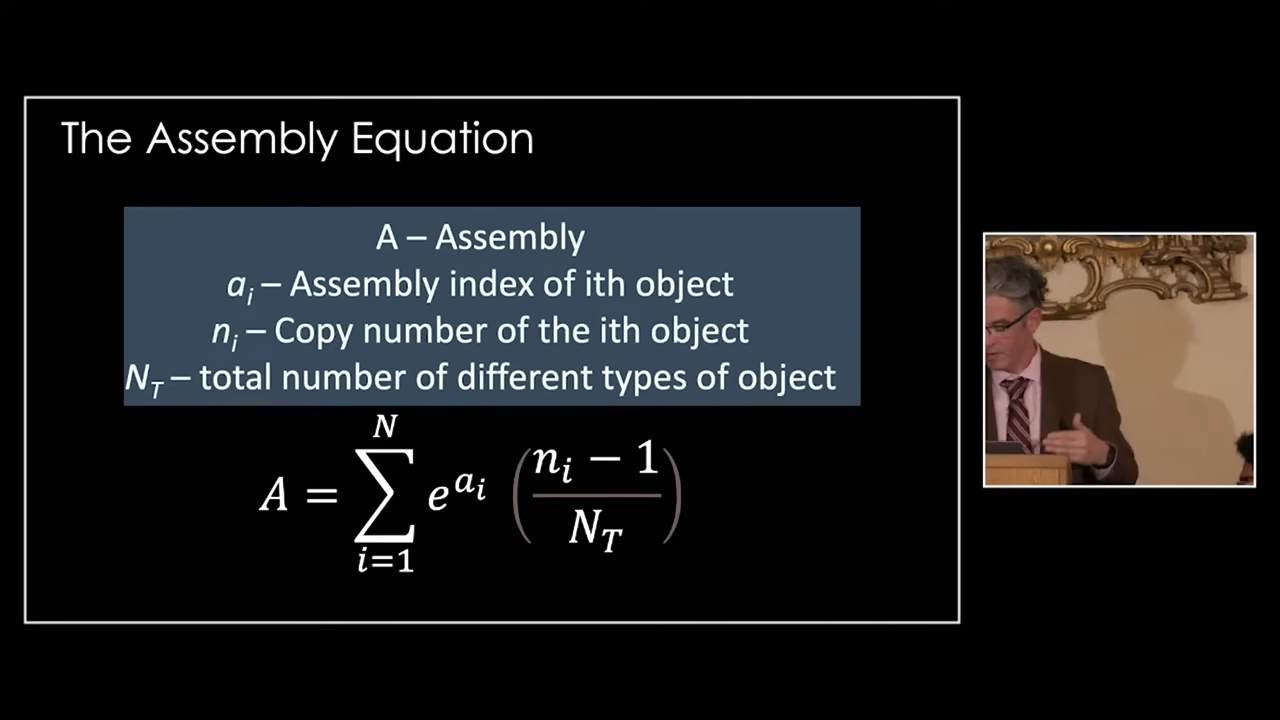 The Assembly Equation
A – Assembly
aᵢ – Assembly index of ith object
nᵢ – Copy number of the ith object
N_T – total number of different types of object
A = ∑_{i=1}^{N} e^{aᵢ} ((nᵢ − 1)/N_T)